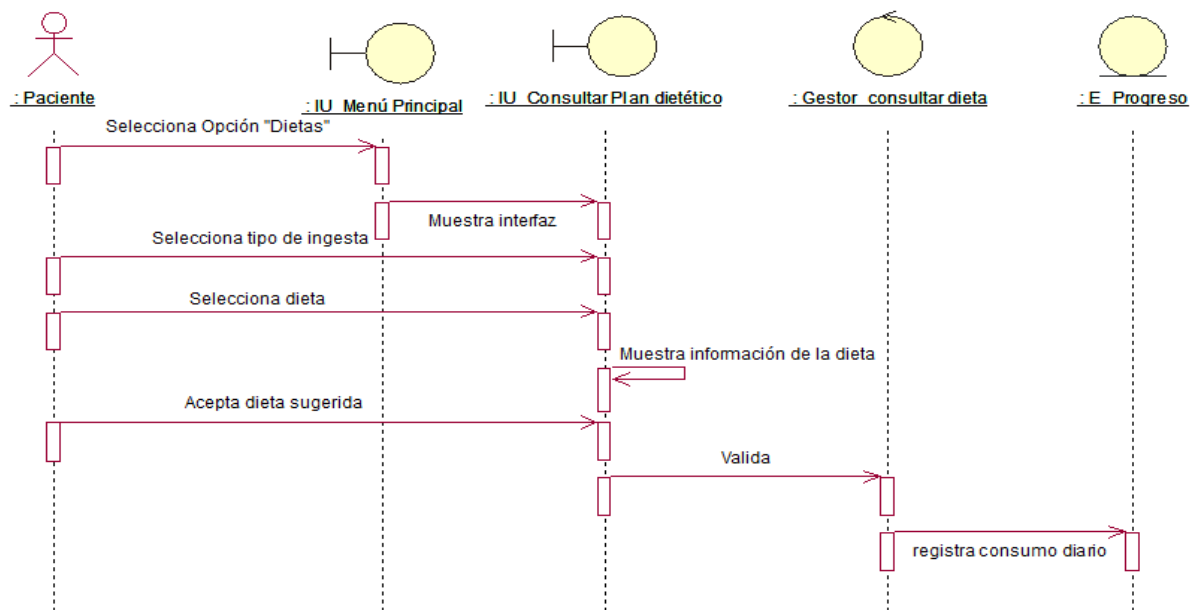 : Paciente
: IU_Menú Principal
: IU_Consultar Plan dietético
: Gestor_consultar dieta
: E_Progreso
Selecciona Opción "Dietas"
Muestra interfaz
Selecciona tipo de ingesta
Selecciona dieta
Muestra información de la dieta
Acepta dieta sugerida
Valida
registra consumo diario